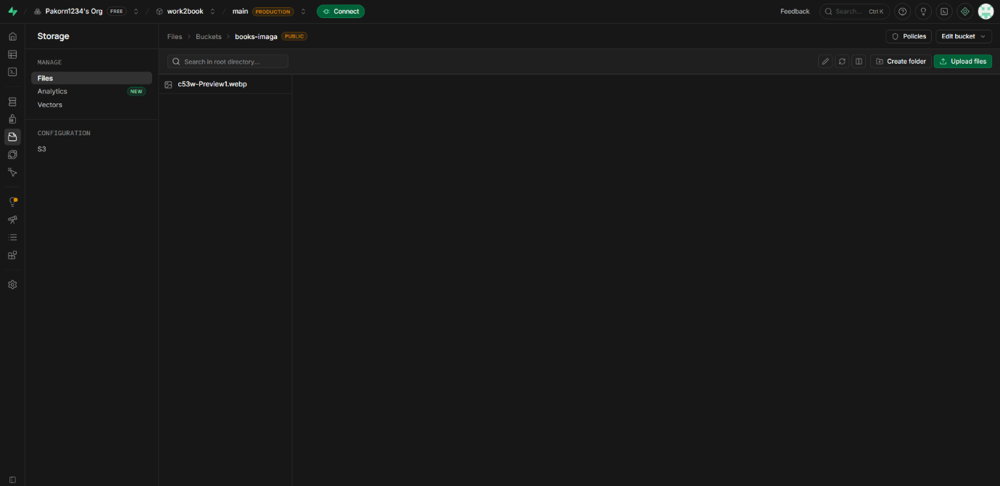 / Pakorn1234's Org FREE / work2book / main PRODUCTION Connect Feedback Search... Ctrl K
Storage
Files > Buckets > books-imaga PUBLIC Policies Edit bucket
MANAGE
Files
Analytics NEW
Vectors
CONFIGURATION
S3
Search in root directory... Create folder Upload files
c53w-Preview1.webp